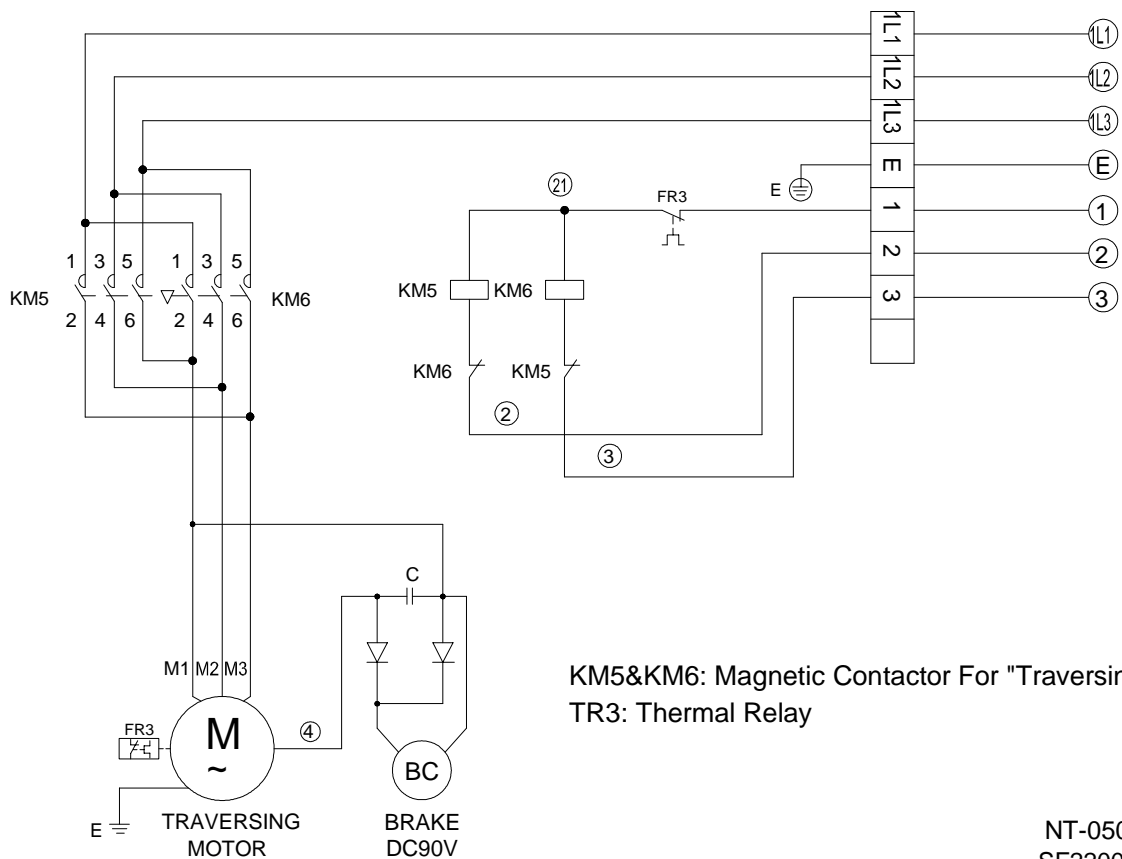 1L1 1L1
1L2 1L2
1L3 1L3
E E
21 E FR3 1 1
2 2
1 3 5 1 3 5
KM5 KM6 KM5 KM6 3 3
2 4 6 2 4 6
KM6 KM5
2
3
C
M1 M2 M3
KM5&KM6: Magnetic Contactor For "Traversin
TR3: Thermal Relay
FR3 M 4
~ BC
E TRAVERSING BRAKE
MOTOR DC90V
NT-050